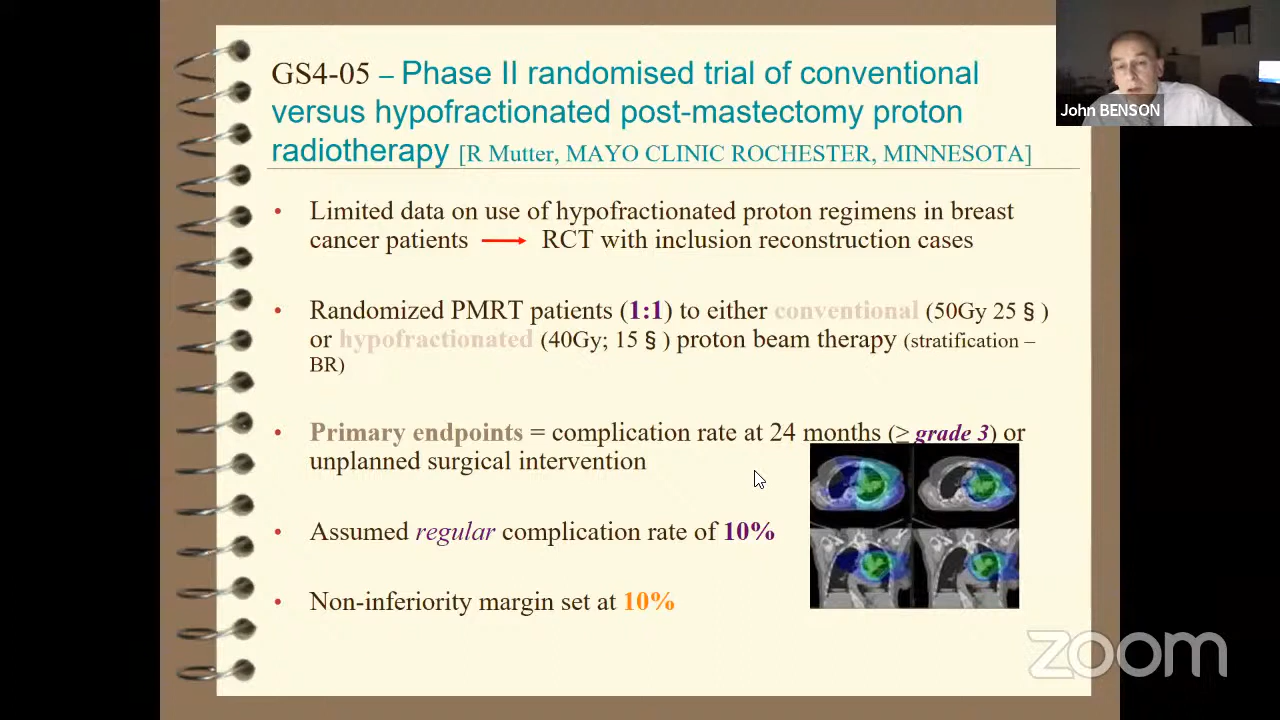 GS4-05 – Phase II randomised trial of conventional
versus hypofractionated post-mastectomy proton
radiotherapy [R Mutter, MAYO CLINIC ROCHESTER, MINNESOTA]
• Limited data on use of hypofractionated proton regimens in breast
cancer patients → RCT with inclusion reconstruction cases
• Randomized PMRT patients (1:1) to either conventional (50Gy 25 § )
or hypofractionated (40Gy; 15 § ) proton beam therapy (stratification –
BR)
• Primary endpoints = complication rate at 24 months (≥ grade 3) or
unplanned surgical intervention
• Assumed regular complication rate of 10%
• Non-inferiority margin set at 10%
John BENSON
zoom